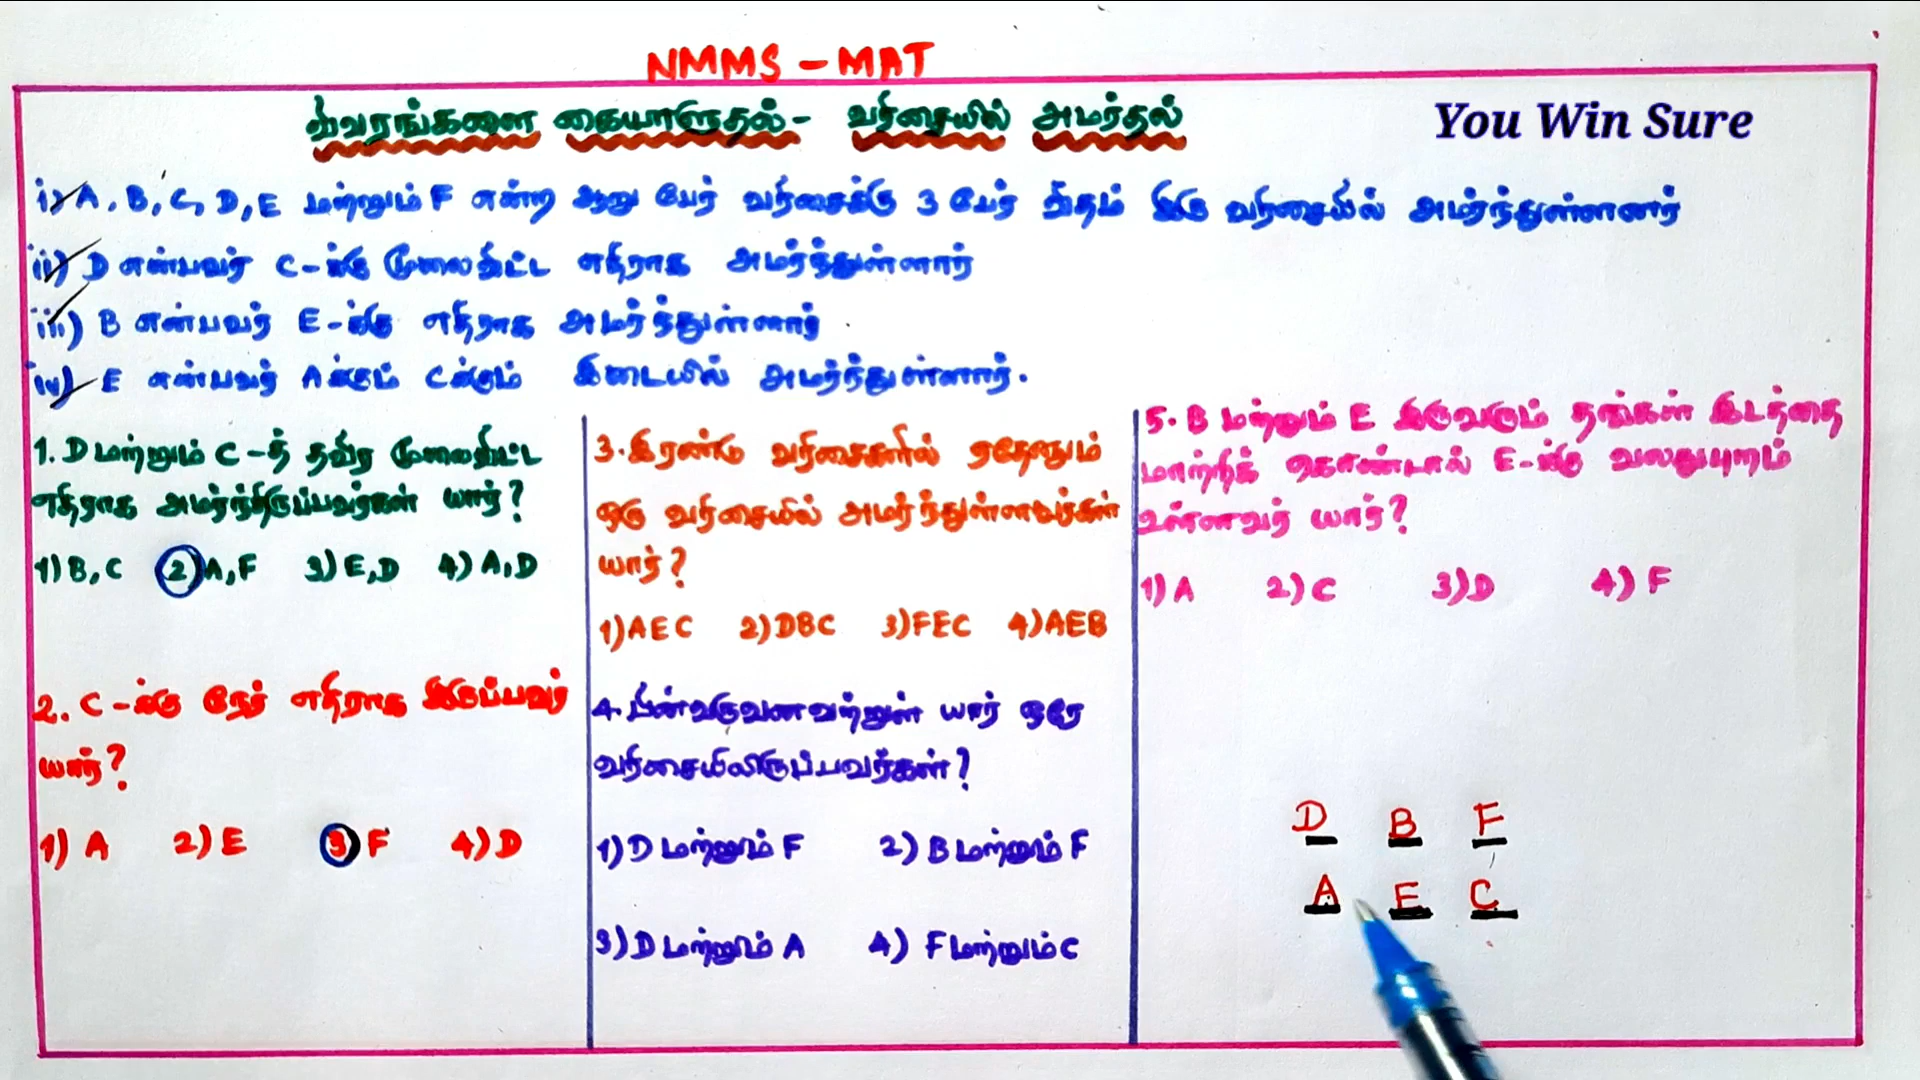 NMMS - MAT
விவரங்களை கையாளுதல் - வரிசையில் அமர்தல்
You Win Sure
i) A, B, C, D, E மற்றும் F என்ற ஆறு பேர் வரிசைக்கு 3 பேர் வீதம் இரு வரிசையில் அமர்ந்துள்ளனர்
ii) D என்பவர் C-க்கு மூலைவிட்ட எதிராக அமர்ந்துள்ளார்
iii) B என்பவர் E-க்கு எதிராக அமர்ந்துள்ளார்
iv) E என்பவர் Aக்கும் Cக்கும் இடையில் அமர்ந்துள்ளார்.
1. D மற்றும் C-த் தவிர மூலைவிட்ட
எதிராக அமர்ந்திருப்பவர்கள் யார்?
1) B, C 2) A, F 3) E, D 4) A, D
2. C-க்கு நேர் எதிராக இருப்பவர்
யார்?
1) A 2) E 3) F 4) D
3. இரண்டு வரிசைகளில் ஏதேனும்
ஒரு வரிசையில் அமர்ந்துள்ளவர்கள்
யார்?
1) AEC 2) DBC 3) FEC 4) AEB
4. பின்வருவனவற்றுள் யார் ஒரே
வரிசையிலிருப்பவர்கள்?
1) D மற்றும் F 2) B மற்றும் F
3) D மற்றும் A 4) F மற்றும் C
5. B மற்றும் E இருவரும் தங்கள் இடத்தை
மாற்றிக் கொண்டால் E-க்கு வலதுபுறம்
உள்ளவர் யார்?
1) A 2) C 3) D 4) F
D B F
A E C